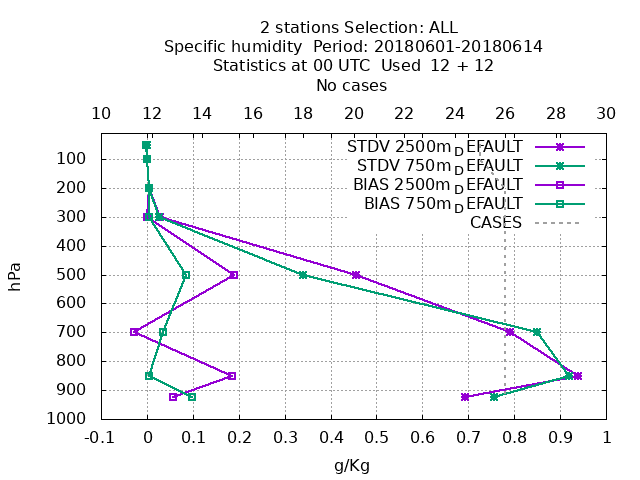 2 stations Selection: ALL
Specific humidity  Period: 20180601-20180614
Statistics at 00 UTC  Used  12 + 12
No cases
10 12 14 16 18 20 22 24 26 28 30
STDV 2500m_DEFAULT
STDV 750m_DEFAULT
BIAS 2500m_DEFAULT
BIAS 750m_DEFAULT
CASES
hPa
100
200
300
400
500
600
700
800
900
1000
-0.1 0 0.1 0.2 0.3 0.4 0.5 0.6 0.7 0.8 0.9 1
g/Kg